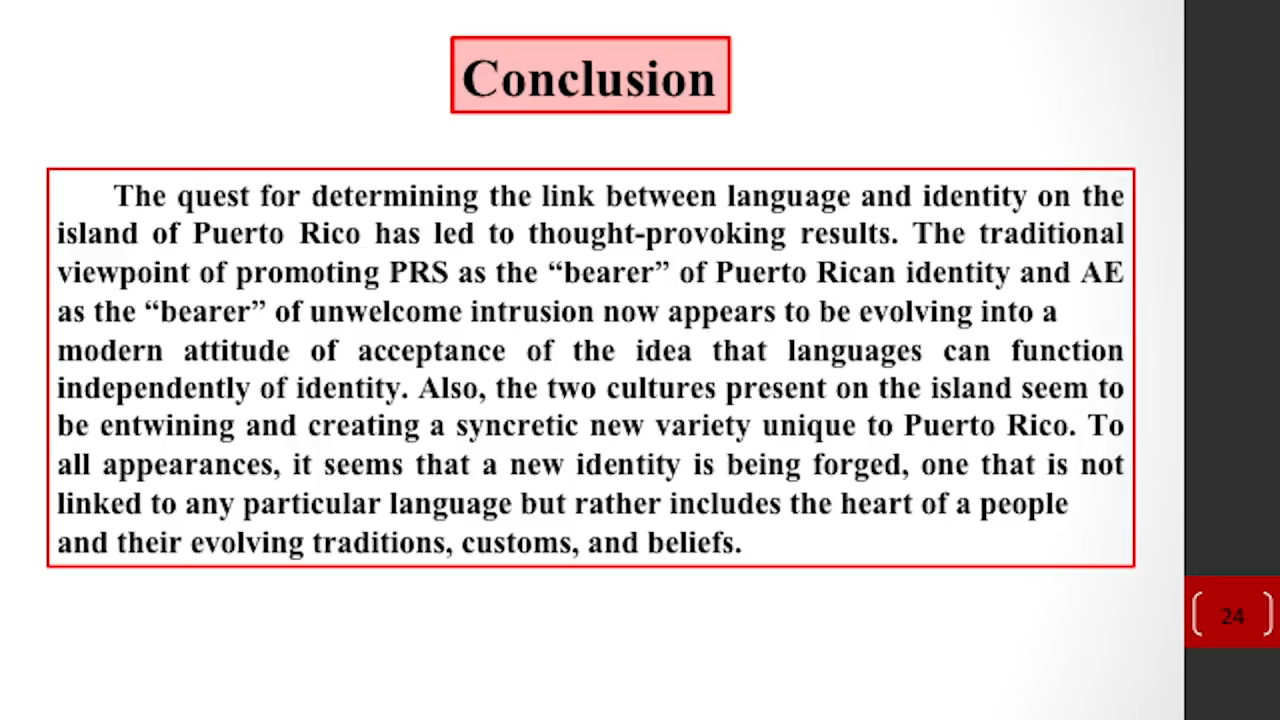 Conclusion
The quest for determining the link between language and identity on the
island of Puerto Rico has led to thought-provoking results. The traditional
viewpoint of promoting PRS as the “bearer” of Puerto Rican identity and AE
as the “bearer” of unwelcome intrusion now appears to be evolving into a
modern attitude of acceptance of the idea that languages can function
independently of identity. Also, the two cultures present on the island seem to
be entwining and creating a syncretic new variety unique to Puerto Rico. To
all appearances, it seems that a new identity is being forged, one that is not
linked to any particular language but rather includes the heart of a people
and their evolving traditions, customs, and beliefs.
24